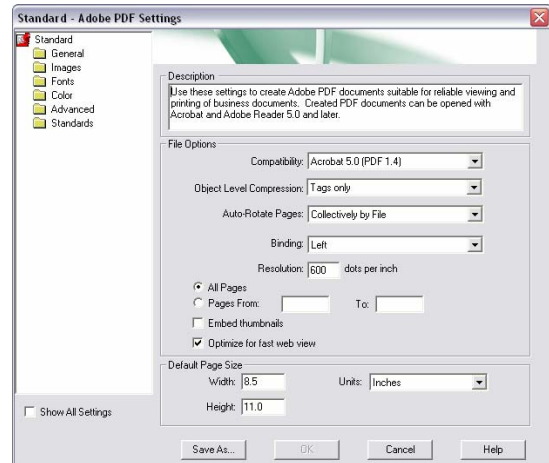 Standard - Adobe PDF Settings
Standard
General
Images
Fonts
Color
Advanced
Standards
Show All Settings
Description
Use these settings to create Adobe PDF documents suitable for reliable viewing and
printing of business documents. Created PDF documents can be opened with
Acrobat and Adobe Reader 5.0 and later.
File Options
Compatibility: Acrobat 5.0 (PDF 1.4)
Object Level Compression: Tags only
Auto-Rotate Pages: Collectively by File
Binding: Left
Resolution: 600 dots per inch
All Pages
Pages From: To:
Embed thumbnails
Optimize for fast web view
Default Page Size
Width: 8.5 Units: Inches
Height: 11.0
Save As... OK Cancel Help